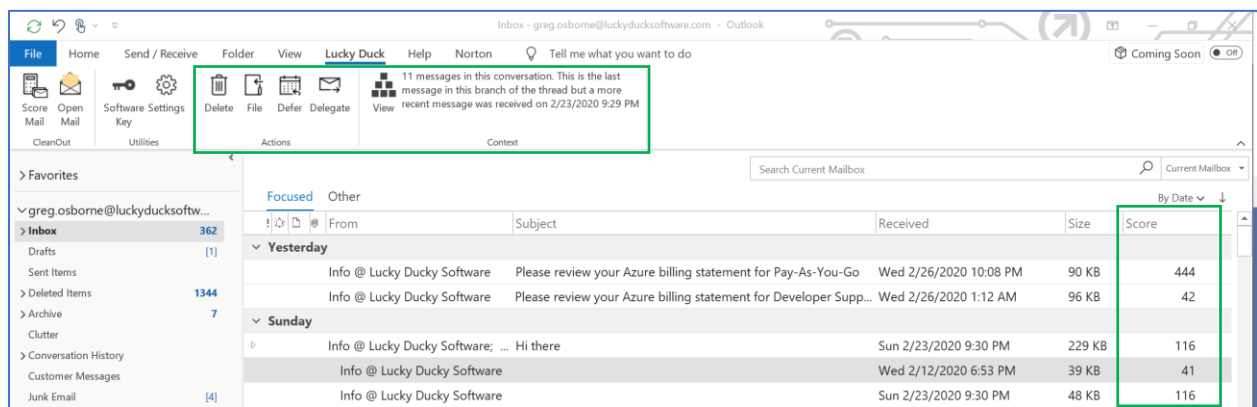 Inbox - greg.osborne@luckyducksoftware.com - Outlook
File Home Send / Receive Folder View Lucky Duck Help Norton Tell me what you want to do Coming Soon Off
Score Mail Open Mail Software Key Settings Delete File Defer Delegate View
11 messages in this conversation. This is the last
message in this branch of the thread but a more
recent message was received on 2/23/2020 9:29 PM
CleanOut Utilities Actions Context
Favorites
Search Current Mailbox Current Mailbox
greg.osborne@luckyducksoftw...
Focused Other By Date
Inbox 362
! From Subject Received Size Score
Drafts [1]
Yesterday
Sent Items
Info @ Lucky Ducky Software Please review your Azure billing statement for Pay-As-You-Go Wed 2/26/2020 10:08 PM 90 KB 444
Deleted Items 1344
Info @ Lucky Ducky Software Please review your Azure billing statement for Developer Supp... Wed 2/26/2020 1:12 AM 96 KB 42
Archive 7
Sunday
Clutter
Info @ Lucky Ducky Software; ... Hi there Sun 2/23/2020 9:30 PM 229 KB 116
Conversation History
Info @ Lucky Ducky Software Wed 2/12/2020 6:53 PM 39 KB 41
Customer Messages
Info @ Lucky Ducky Software Sun 2/23/2020 9:30 PM 48 KB 116
Junk Email [4]